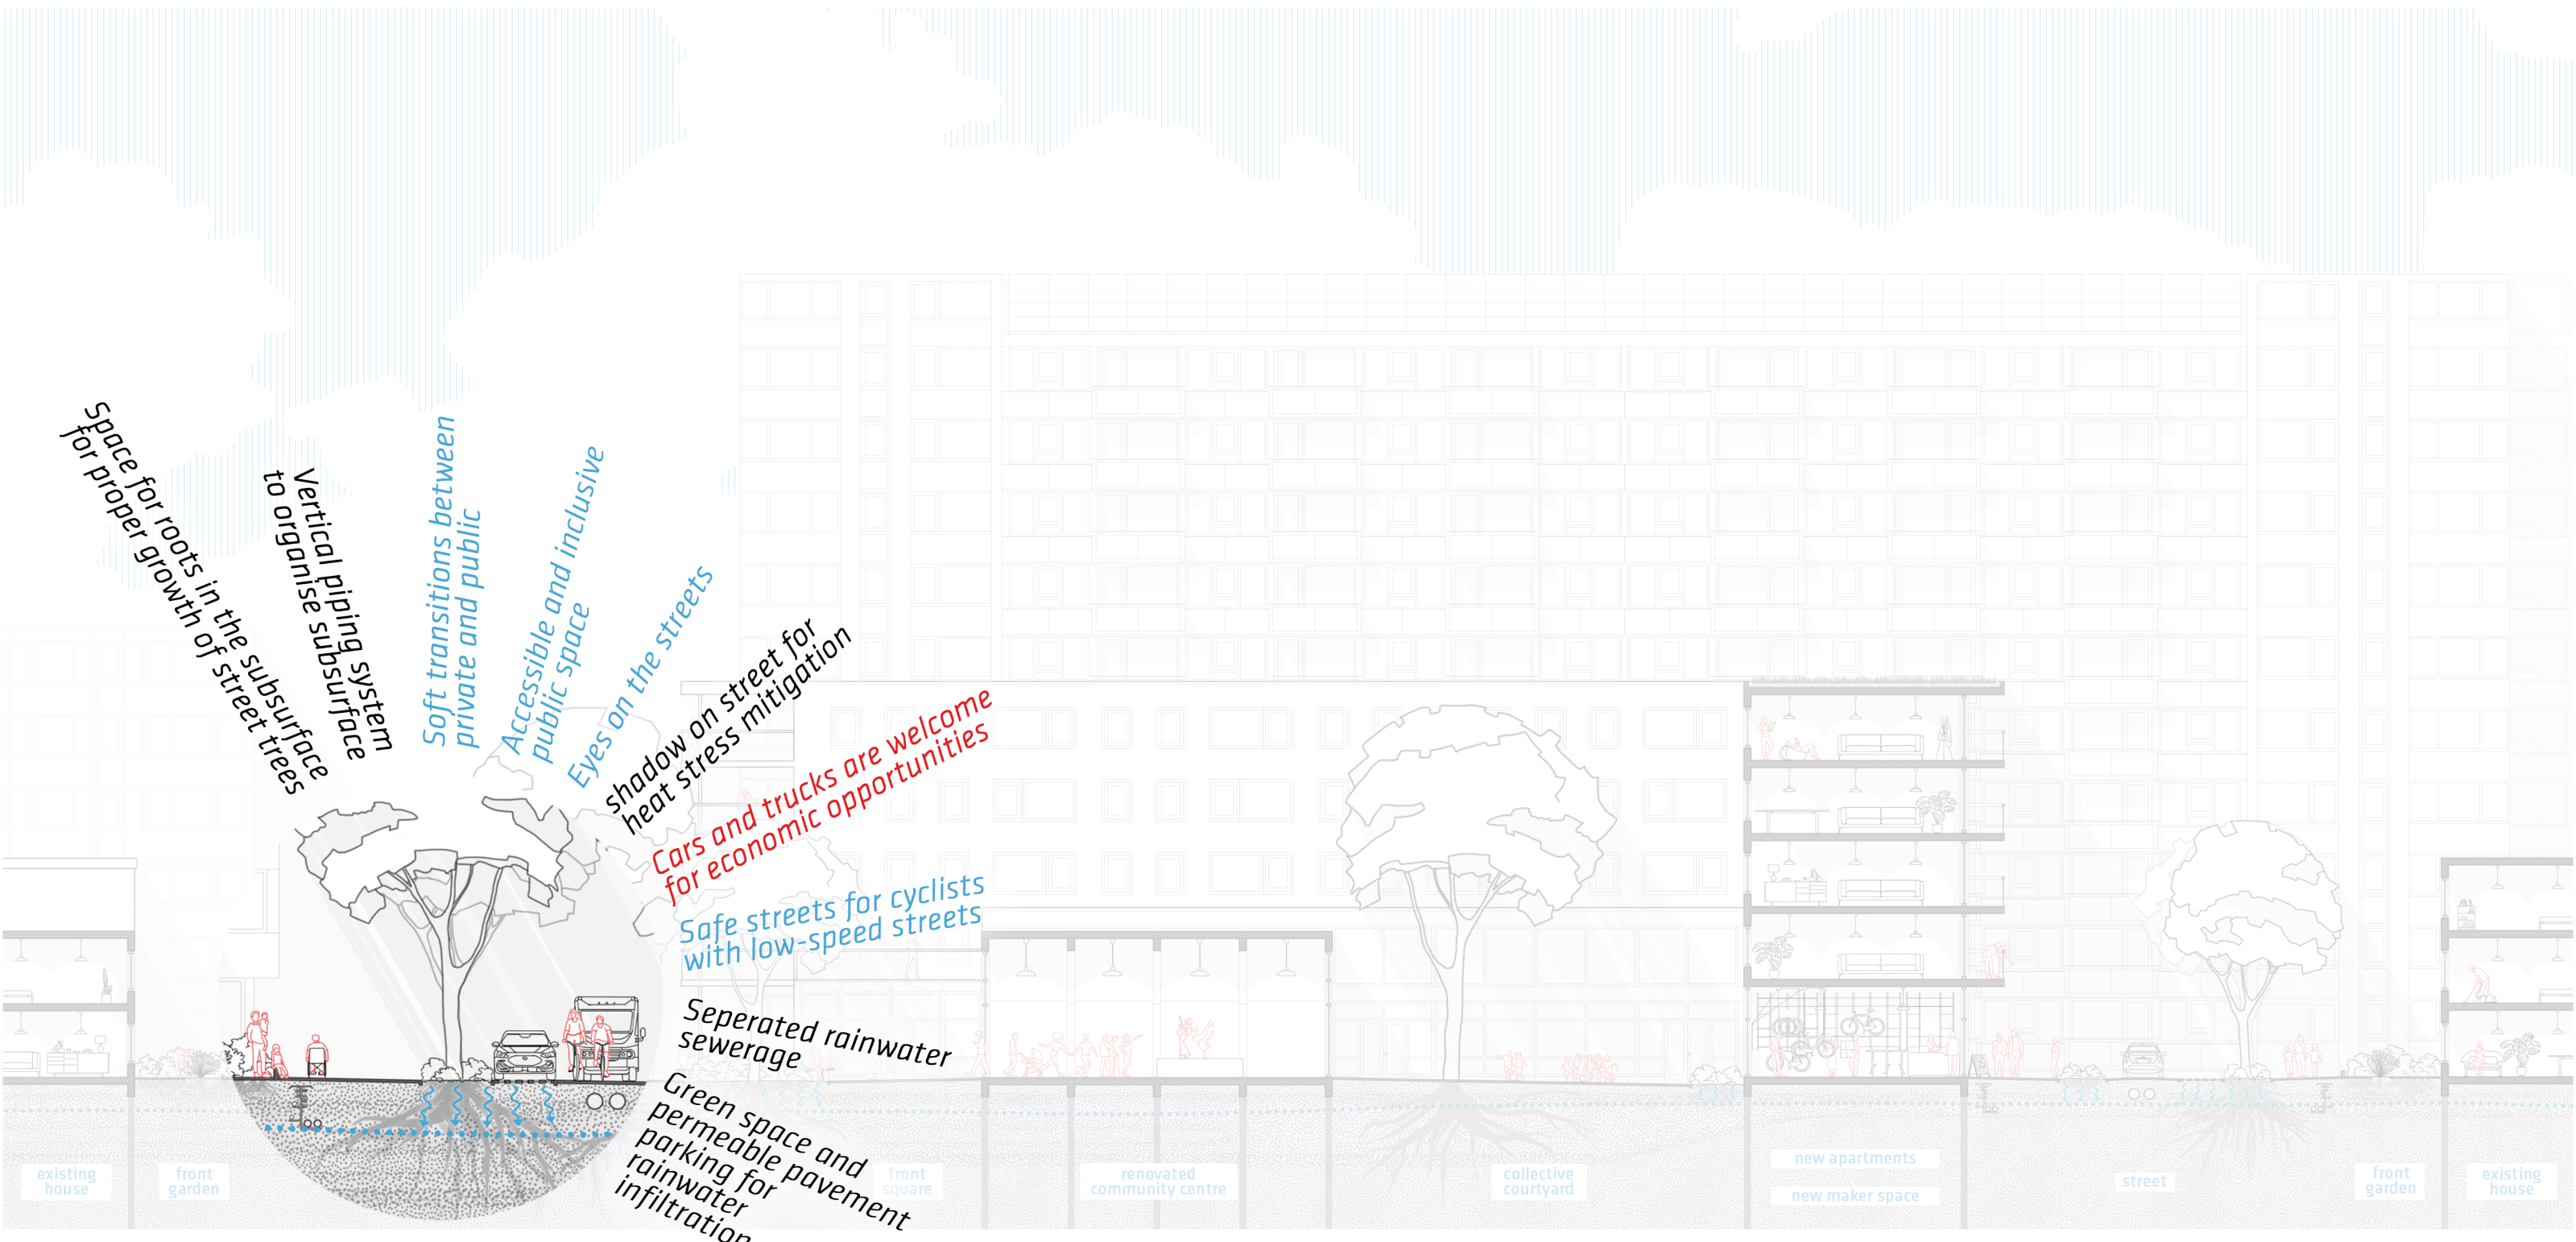 Space for roots in the subsurface
for proper growth of street trees
Vertical piping system
to organise subsurface
Soft transitions between
private and public
Accessible and inclusive
public space
Eyes on the streets
shadow on street for
heat stress mitigation
Cars and trucks are welcome
for economic opportunities
Safe streets for cyclists
with low-speed streets
Seperated rainwater
sewerage
Green space and
permeable pavement
parking for
rainwater
infiltration
existing
house
front
garden
front
square
renovated
community centre
collective
courtyard
new apartments
new maker space
street
front
garden
existing
house